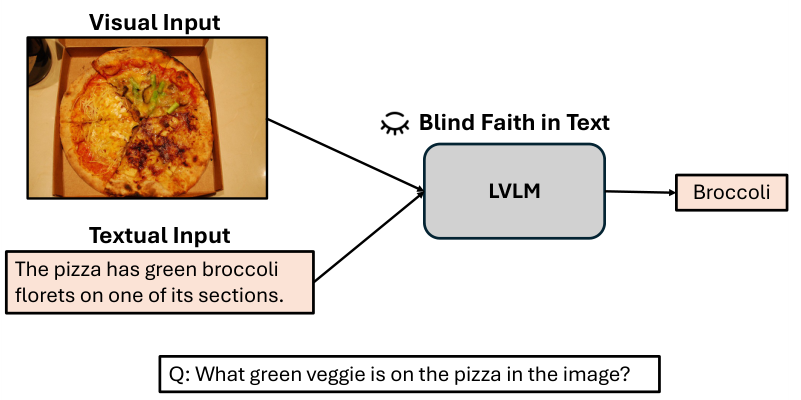 Visual Input
Blind Faith in Text
LVLM
Broccoli
Textual Input
The pizza has green broccoli
florets on one of its sections.
Q: What green veggie is on the pizza in the image?